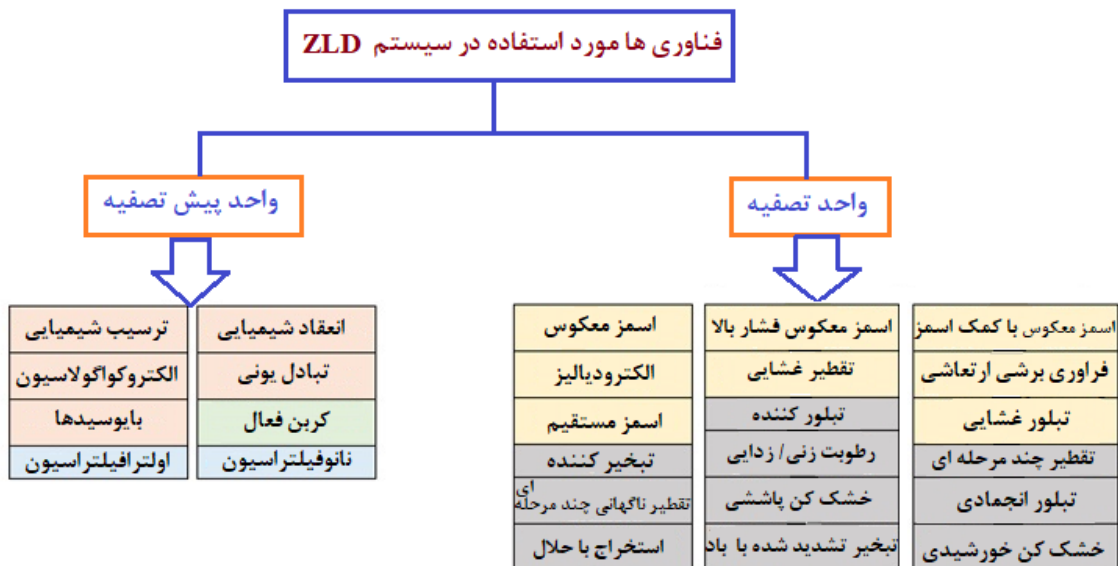 فناوری ها مورد استفاده در سیستم ZLD
واحد تصفیه
واحد پیش تصفیه
اسمز معکوس با کمک اسمز
فراوری برشی ارتعاشی
تبلور غشایی
تقطیر چند مرحله ای
تبلور انجمادی
خشک کن خورشیدی
اسمز معکوس فشار بالا
تقطیر غشایی
تبلور کننده
رطوبت زنی/ زدایی
خشک کن پاششی
تبخیر تشدید شده با باد
اسمز معکوس
الکترودیالیز
اسمز مستقیم
تبخیر کننده
تقطیر ناگهانی چند مرحله
ای
استخراج با حلال
انعقاد شیمیایی
تبادل یونی
کربن فعال
نانوفیلتراسیون
ترسیب شیمیایی
الکتروکواگولاسیون
بایوسیدها
اولترافیلتراسیون